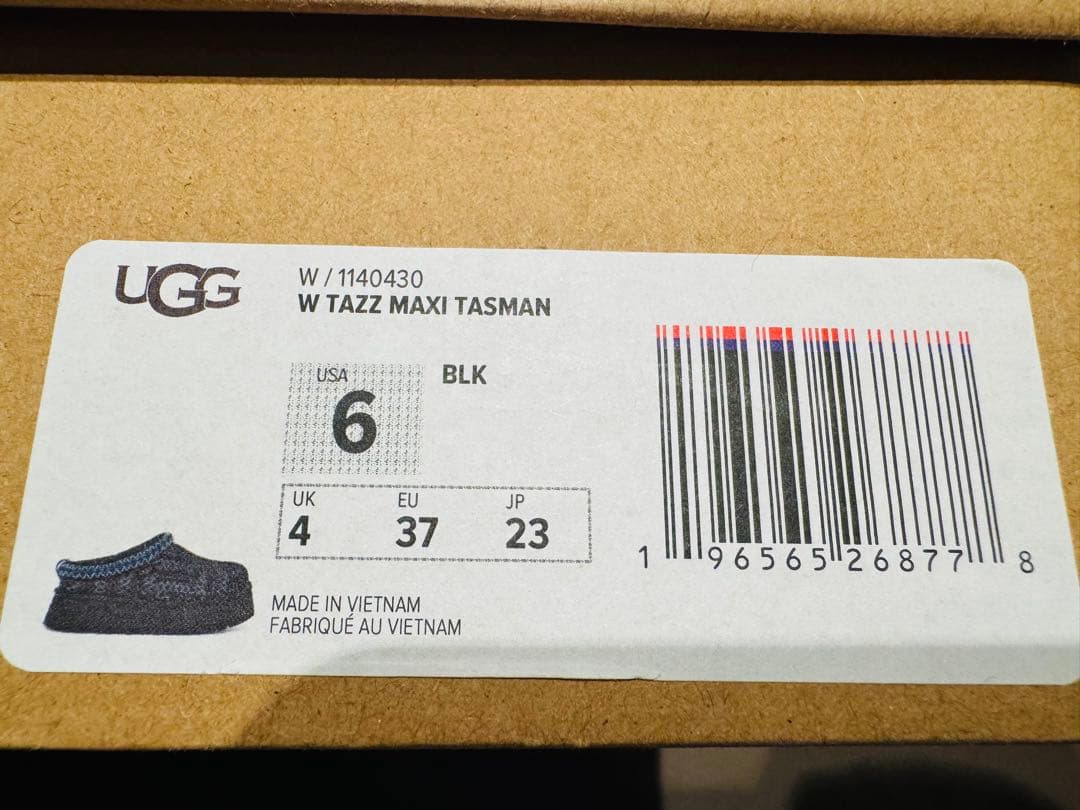 UGG
W / 1140430
W TAZZ MAXI TASMAN
USA
6
BLK
UK EU JP
4 37 23
MADE IN VIETNAM
FABRIQUÉ AU VIETNAM
1 96565 26877 8